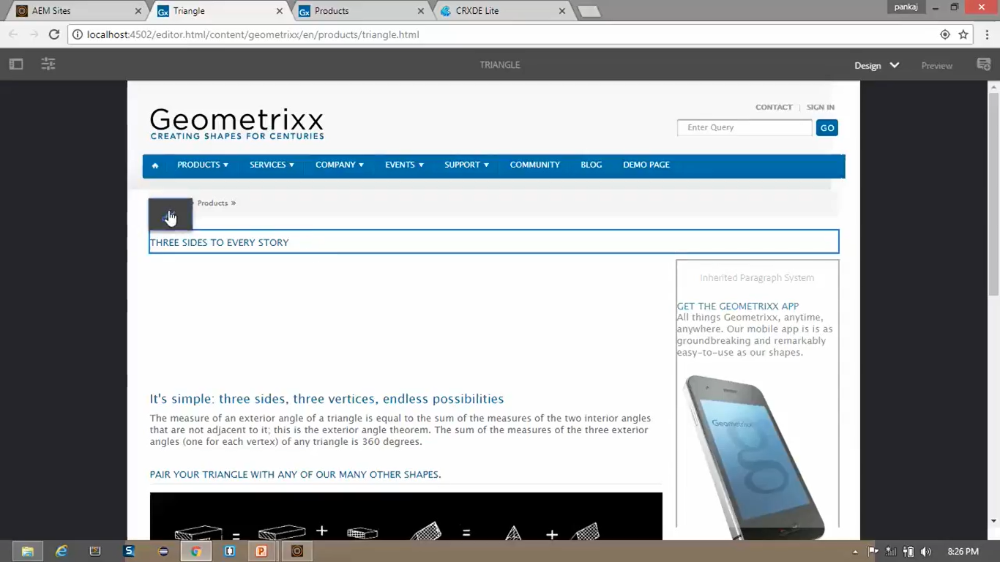 AEM Sites
Triangle
Products
CRXDE Lite
pankaj
localhost:4502/editor.html/content/geometrixx/en/products/triangle.html
TRIANGLE
Design
Preview
Geometrixx
CREATING SHAPES FOR CENTURIES
CONTACT | SIGN IN
Enter Query
GO
PRODUCTS
SERVICES
COMPANY
EVENTS
SUPPORT
COMMUNITY
BLOG
DEMO PAGE
Products »
THREE SIDES TO EVERY STORY
Inherited Paragraph System
GET THE GEOMETRIXX APP
All things Geometrixx, anytime,
anywhere. Our mobile app is is as
groundbreaking and remarkably
easy-to-use as our shapes.
Geometrixx
g
It's simple: three sides, three vertices, endless possibilities
The measure of an exterior angle of a triangle is equal to the sum of the measures of the two interior angles
that are not adjacent to it; this is the exterior angle theorem. The sum of the measures of the three exterior
angles (one for each vertex) of any triangle is 360 degrees.
PAIR YOUR TRIANGLE WITH ANY OF OUR MANY OTHER SHAPES.
= + = +
8:26 PM